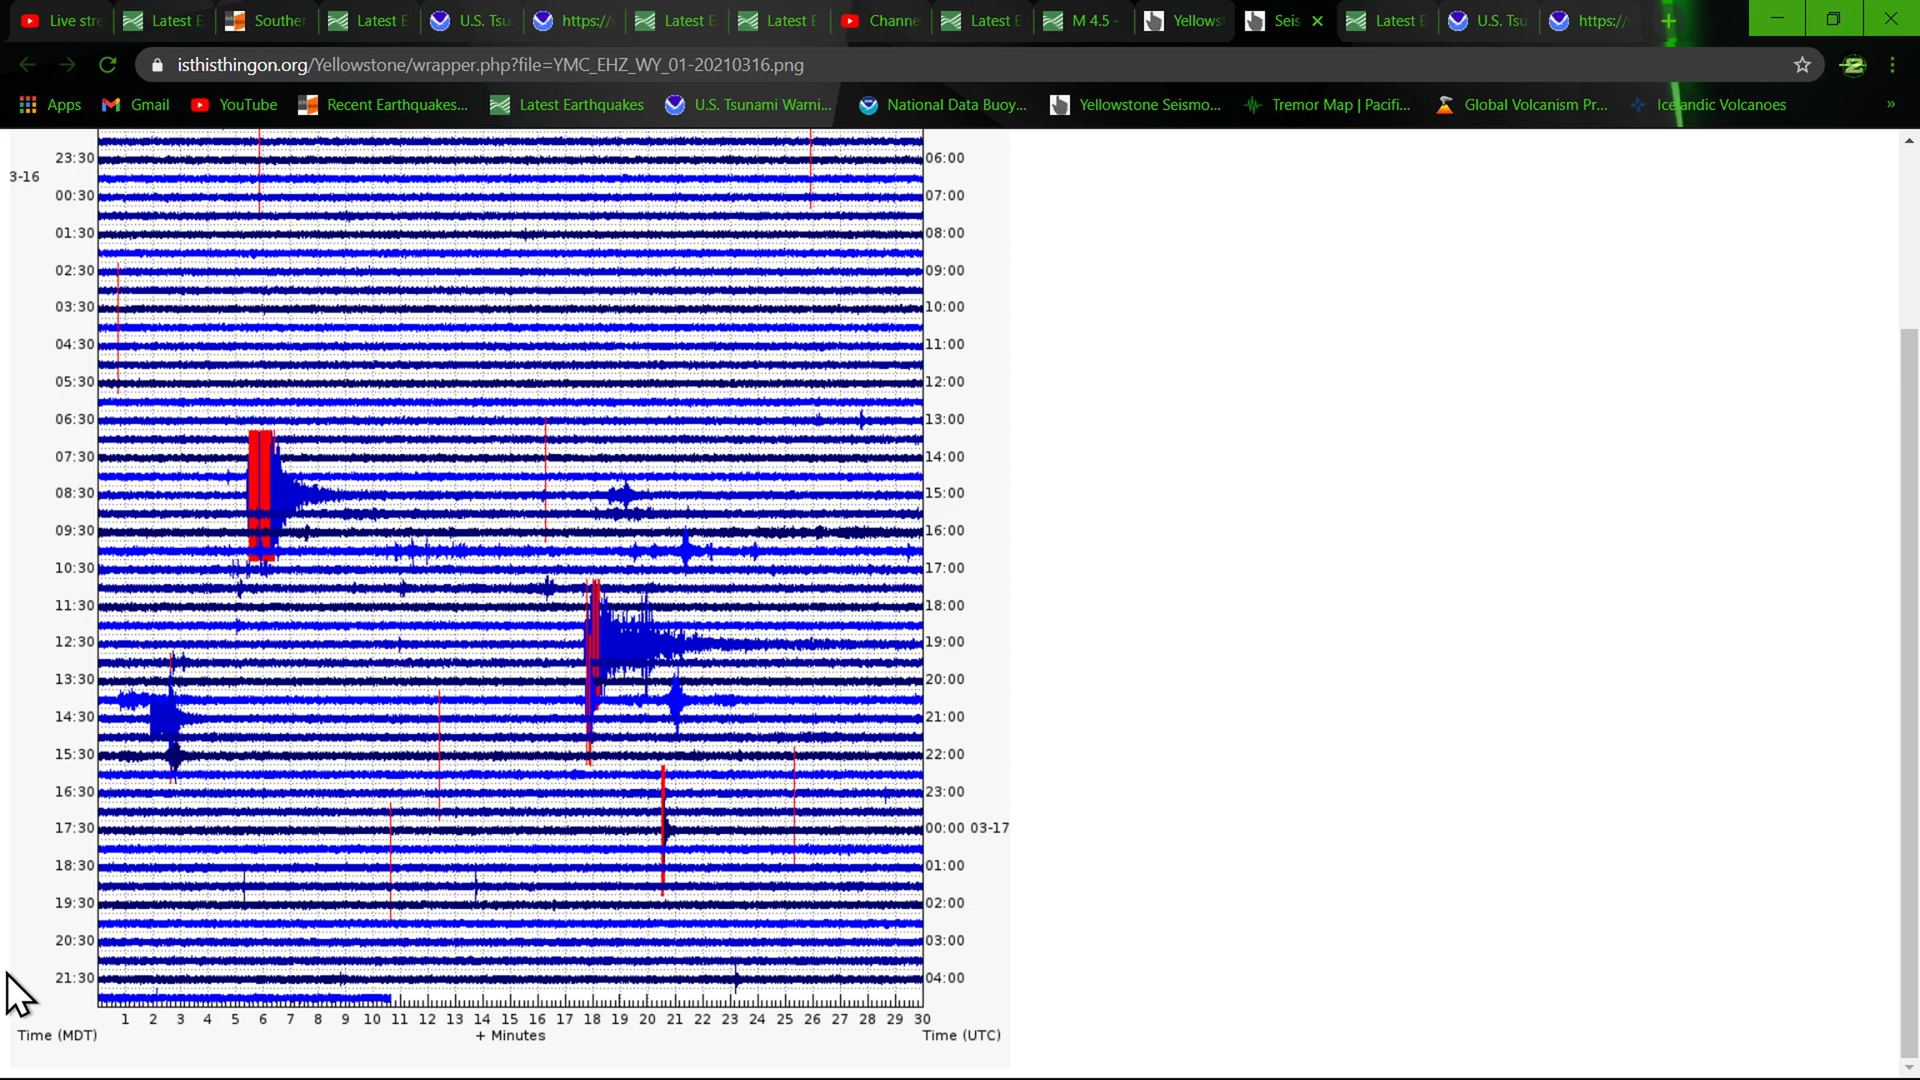 Live stre
Latest E
Souther
Latest E
U.S. Tsu
https://
Latest E
Latest E
Channe
Latest E
M 4.5 -
Yellows
Seis
Latest E
U.S. Tsu
https://
isthisthingon.org/Yellowstone/wrapper.php?file=YMC_EHZ_WY_01-20210316.png
Apps
Gmail
YouTube
Recent Earthquakes...
Latest Earthquakes
U.S. Tsunami Warni...
National Data Buoy...
Yellowstone Seismo...
Tremor Map | Pacifi...
Global Volcanism Pr...
Icelandic Volcanoes
»
23:30 06:00
3-16
00:30 07:00
01:30 08:00
02:30 09:00
03:30 10:00
04:30 11:00
05:30 12:00
06:30 13:00
07:30 14:00
08:30 15:00
09:30 16:00
10:30 17:00
11:30 18:00
12:30 19:00
13:30 20:00
14:30 21:00
15:30 22:00
16:30 23:00
17:30 00:00 03-17
18:30 01:00
19:30 02:00
20:30 03:00
21:30 04:00
1 2 3 4 5 6 7 8 9 10 11 12 13 14 15 16 17 18 19 20 21 22 23 24 25 26 27 28 29 30
Time (MDT) + Minutes Time (UTC)